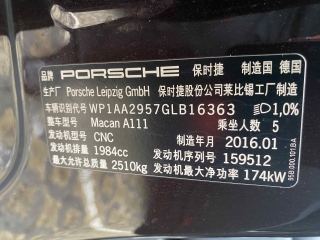 品牌 PORSCHE 保时捷 制造国 德国
生产厂 Porsche Leipzig GmbH 保时捷股份公司莱比锡工厂制造
车辆识别代号 WP1AA2957GLB16363 1,0%
整车型号 Macan A111 乘坐人数 5
发动机型号 CNC 制造年月 2016.01
发动机排量 1984cc 发动机序列号 159512
最大允许总质量 2510kg 发动机最大净功率 174kW
95B.000.101.B A